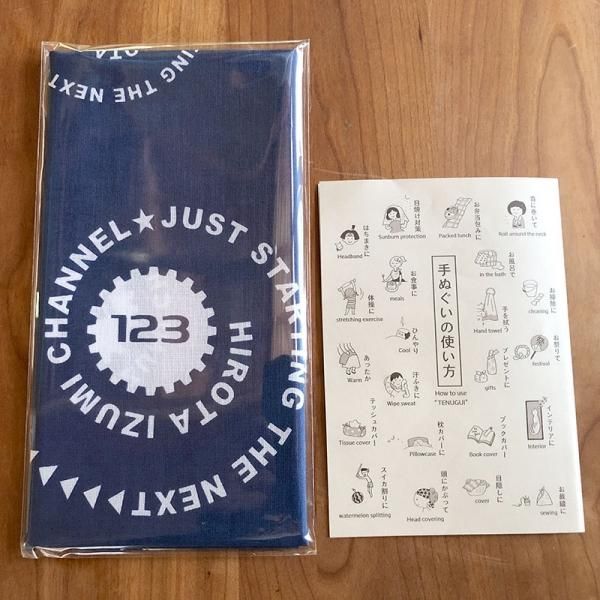 ING THE NEXT
CHANNEL★JUST STARTING THE NEXT
HIROTA IZUMI
123
手ぬぐいの使い方
How to use
"TENUGUI"
はちまきに
Headband
日焼け対策
Sunburn protection
お弁当包みに
Packed lunch
首に巻いて
Roll around the neck
体操に
stretching exercise
お食事に
meals
お風呂で
in the bath
お掃除に
cleaning
ひんやり
Cool
手を拭う
Hand towel
お祭りで
festival
あったか
Warm
汗ふきに
Wipe sweat
プレゼントに
gifts
インテリアに
Interior
テッシュカバー
Tissue cover
枕カバーに
Pillowcase
ブックカバー
Book cover
スイカ割りに
watermelon splitting
頭にかぶって
Head covering
目隠しに
cover
お裁縫に
sewing